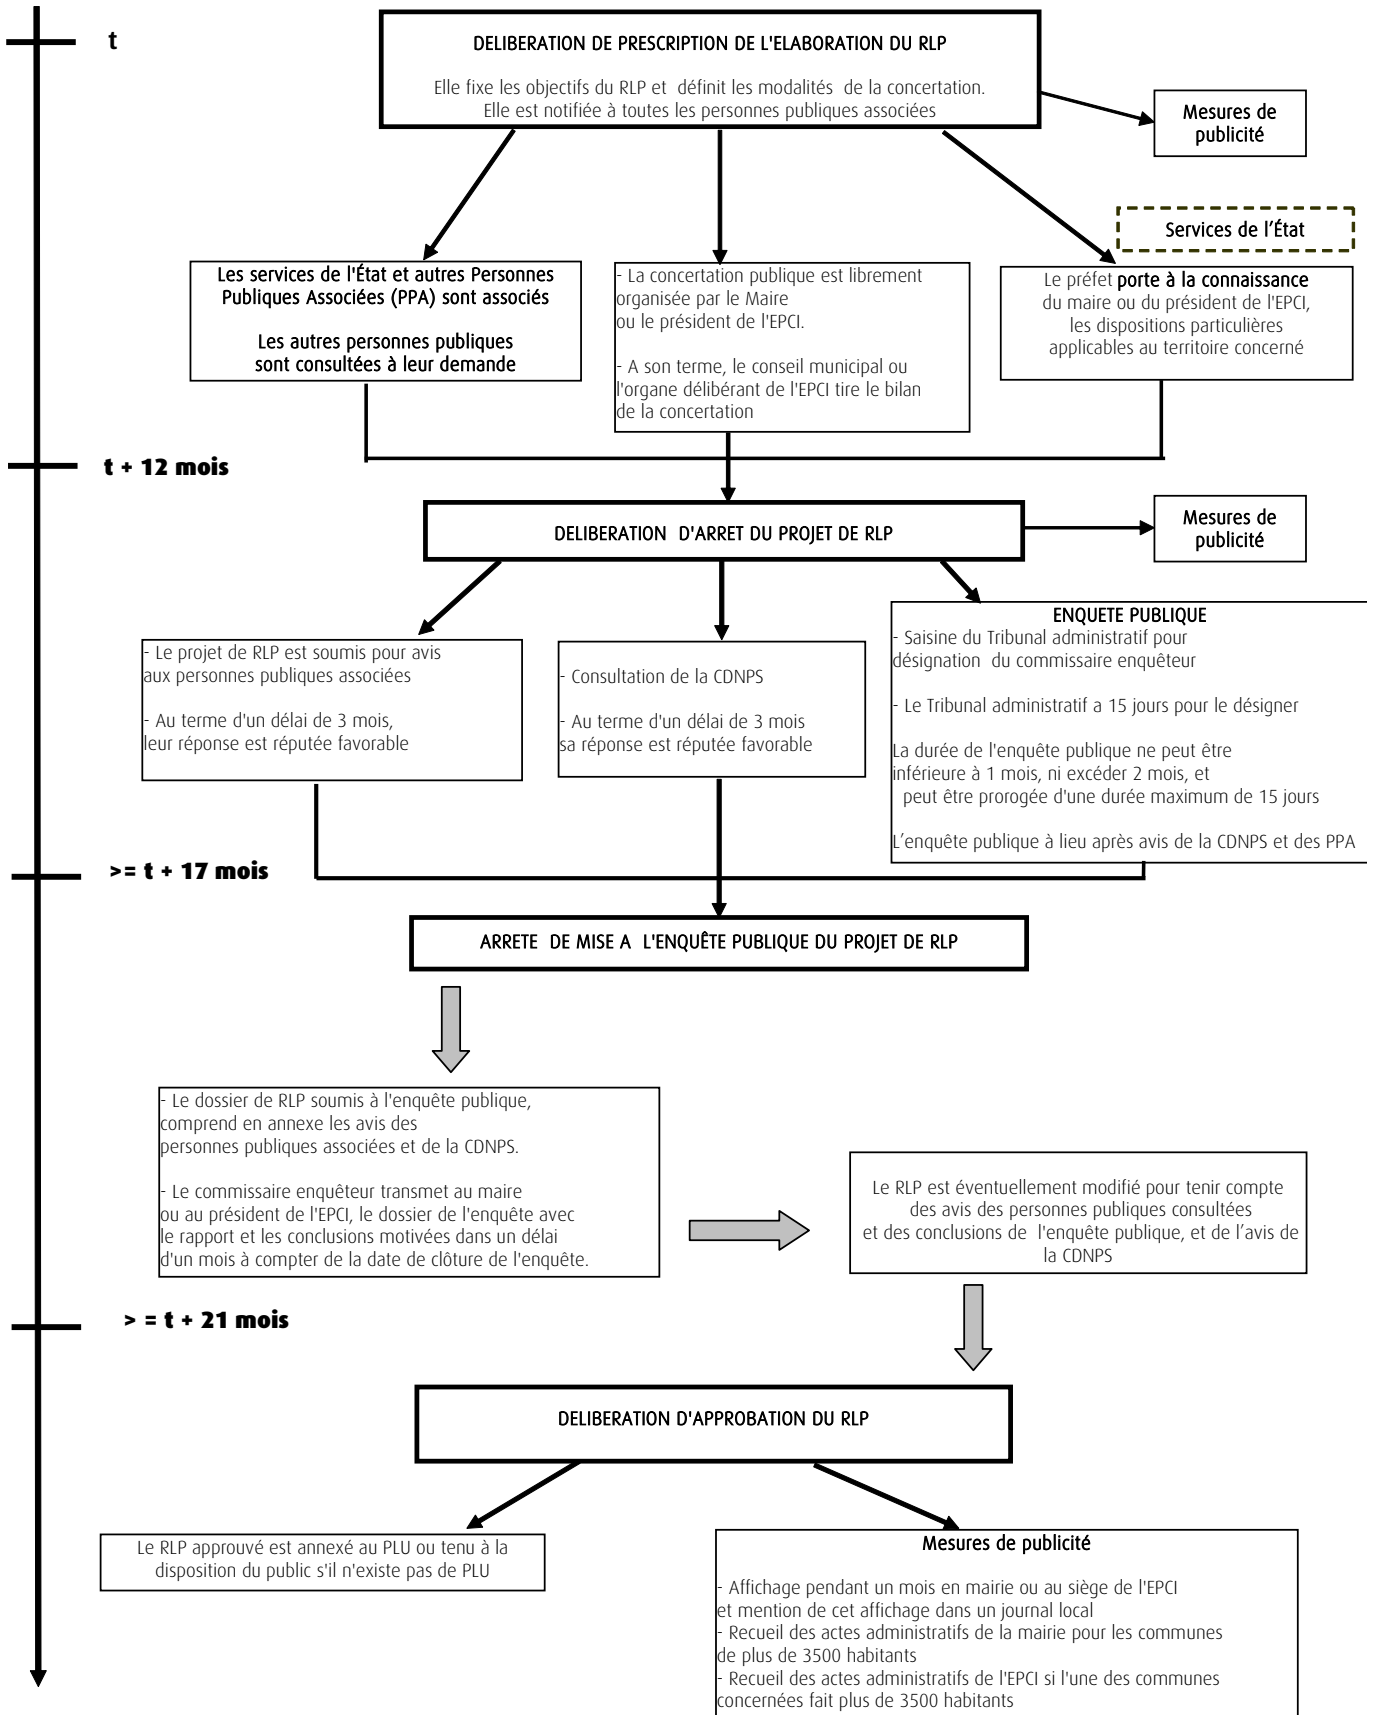 t
DELIBERATION DE PRESCRIPTION DE L'ELABORATION DU RLP
Elle fixe les objectifs du RLP et définit les modalités de la concertation.
Elle est notifiée à toutes les personnes publiques associées
Mesures de
publicité
Services de l'État
Les services de l'État et autres Personnes
Publiques Associées (PPA) sont associés
Les autres personnes publiques
sont consultées à leur demande
- La concertation publique est librement
organisée par le Maire
ou le président de l'EPCI.
- A son terme, le conseil municipal ou
l'organe délibérant de l'EPCI tire le bilan
de la concertation
Le préfet porte à la connaissance
du maire ou du président de l'EPCI,
les dispositions particulières
applicables au territoire concerné
t + 12 mois
DELIBERATION D'ARRET DU PROJET DE RLP
Mesures de
publicité
- Le projet de RLP est soumis pour avis
aux personnes publiques associées
- Au terme d'un délai de 3 mois,
leur réponse est réputée favorable
- Consultation de la CDNPS
- Au terme d'un délai de 3 mois
sa réponse est réputée favorable
ENQUETE PUBLIQUE
- Saisine du Tribunal administratif pour
désignation du commissaire enquêteur
- Le Tribunal administratif a 15 jours pour le désigner
La durée de l'enquête publique ne peut être
inférieure à 1 mois, ni excéder 2 mois, et
peut être prorogée d'une durée maximum de 15 jours
L'enquête publique à lieu après avis de la CDNPS et des PPA
>= t + 17 mois
ARRETE DE MISE A L'ENQUÊTE PUBLIQUE DU PROJET DE RLP
- Le dossier de RLP soumis à l'enquête publique,
comprend en annexe les avis des
personnes publiques associées et de la CDNPS.
- Le commissaire enquêteur transmet au maire
ou au président de l'EPCI, le dossier de l'enquête avec
le rapport et les conclusions motivées dans un délai
d'un mois à compter de la date de clôture de l'enquête.
Le RLP est éventuellement modifié pour tenir compte
des avis des personnes publiques consultées
et des conclusions de l'enquête publique, et de l'avis de
la CDNPS
> = t + 21 mois
DELIBERATION D'APPROBATION DU RLP
Le RLP approuvé est annexé au PLU ou tenu à la
disposition du public s'il n'existe pas de PLU
Mesures de publicité
- Affichage pendant un mois en mairie ou au siège de l'EPCI
et mention de cet affichage dans un journal local
- Recueil des actes administratifs de la mairie pour les communes
de plus de 3500 habitants
- Recueil des actes administratifs de l'EPCI si l'une des communes
concernées fait plus de 3500 habitants